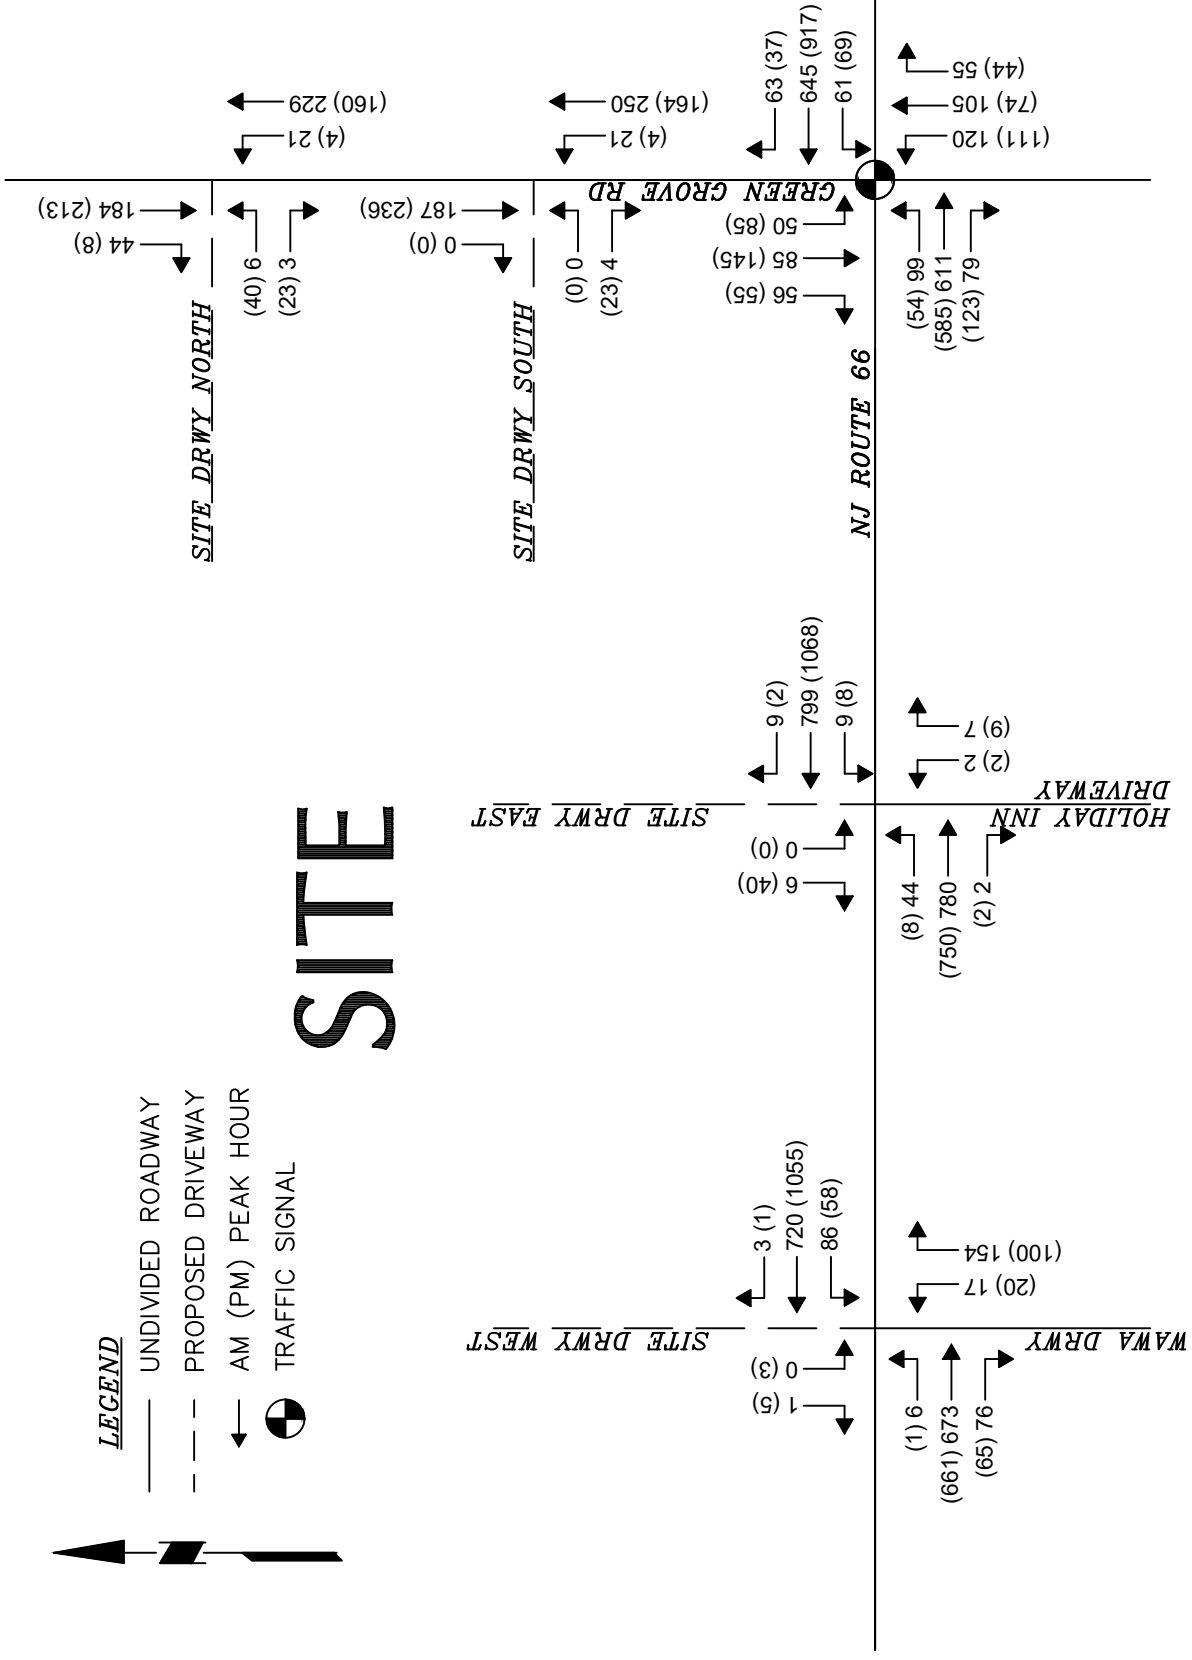 LEGEND
UNDIVIDED ROADWAY
PROPOSED DRIVEWAY
AM (PM) PEAK HOUR
TRAFFIC SIGNAL
SITE
SITE DRWY NORTH
184 (213)
44 (8)
(160) 229
(4) 21
(40) 6
(23) 3
SITE DRWY SOUTH
187 (236)
0 (0)
(164) 250
(4) 21
(0) 0
(23) 4
GREEN GROVE RD
50 (85)
85 (145)
56 (55)
63 (37)
645 (917)
61 (69)
(54) 99
(585) 611
(123) 79
(111) 120
(74) 105
(44) 55
NJ ROUTE 66
SITE DRWY EAST
0 (0)
6 (40)
9 (2)
799 (1068)
9 (8)
(8) 44
(750) 780
(2) 2
(2) 2
(9) 7
HOLIDAY INN
DRIVEWAY
SITE DRWY WEST
0 (3)
1 (5)
3 (1)
720 (1055)
86 (58)
(1) 6
(661) 673
(65) 76
(20) 17
(100) 154
WAWA DRWY